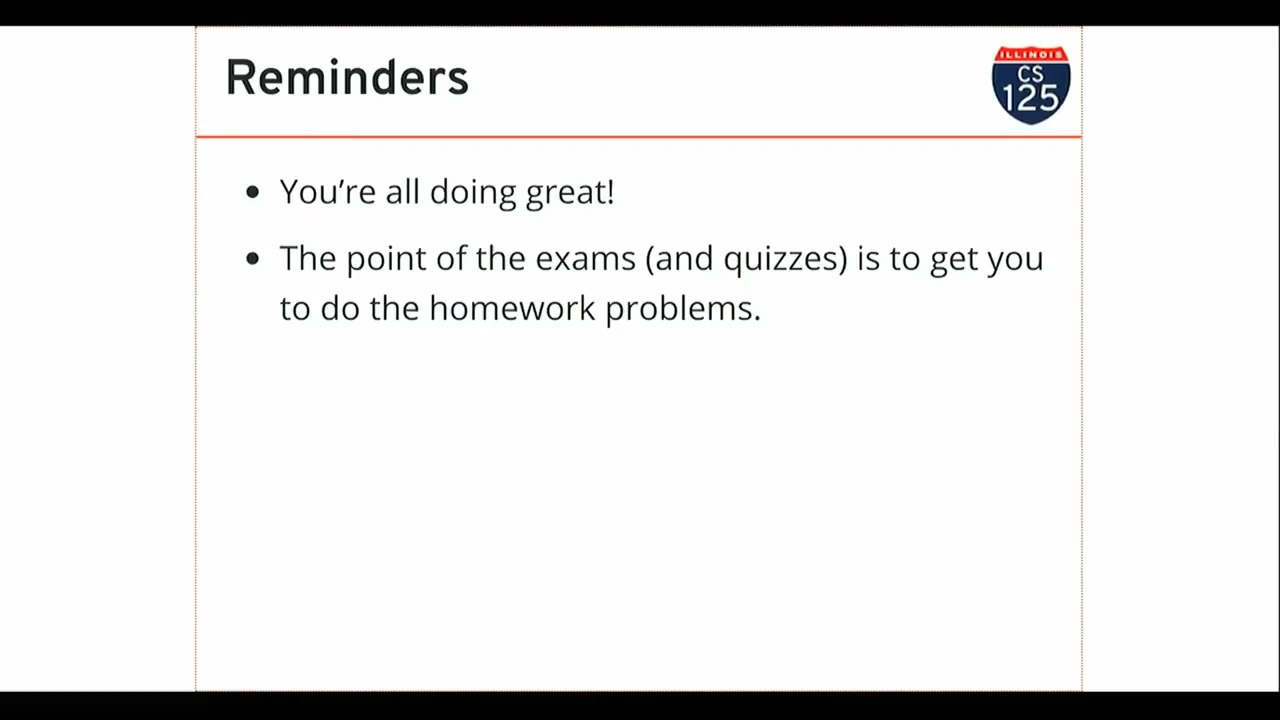 Reminders
ILLINOIS
CS
125
• You’re all doing great!
• The point of the exams (and quizzes) is to get you
to do the homework problems.